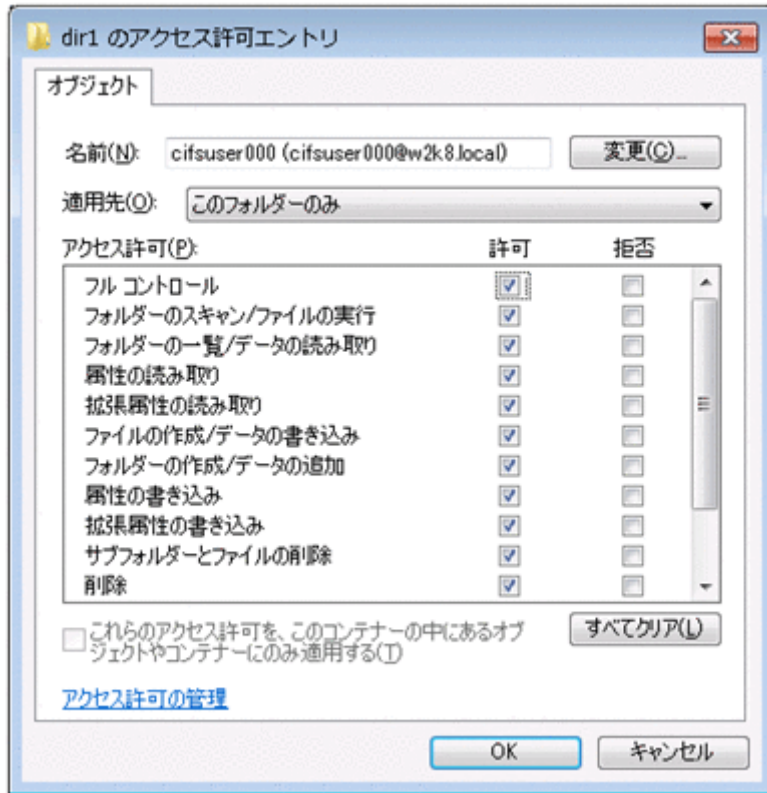 dir1 のアクセス許可エントリ
オブジェクト
名前(N): cifsuser000 (cifsuser000@w2k8.local) 変更(C)...
適用先(O): このフォルダーのみ
アクセス許可(P): 許可 拒否
フル コントロール
フォルダーのスキャン/ファイルの実行
フォルダーの一覧/データの読み取り
属性の読み取り
拡張属性の読み取り
ファイルの作成/データの書き込み
フォルダーの作成/データの追加
属性の書き込み
拡張属性の書き込み
サブフォルダーとファイルの削除
削除
これらのアクセス許可を、このコンテナーの中にあるオブ
ジェクトやコンテナーにのみ適用する(T)
すべてクリア(L)
アクセス許可の管理
OK キャンセル